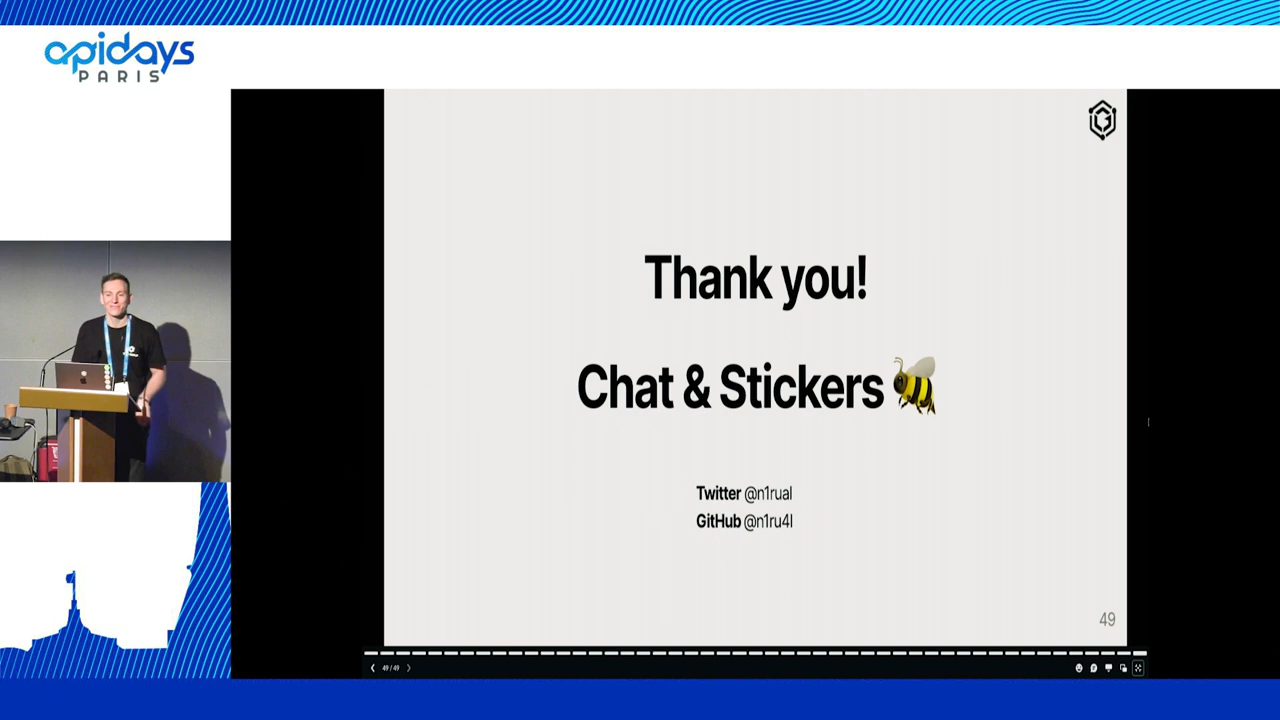 apidays
PARIS
Thank you!
Chat & Stickers
Twitter @n1rual
GitHub @n1ru4l
49
49 / 49